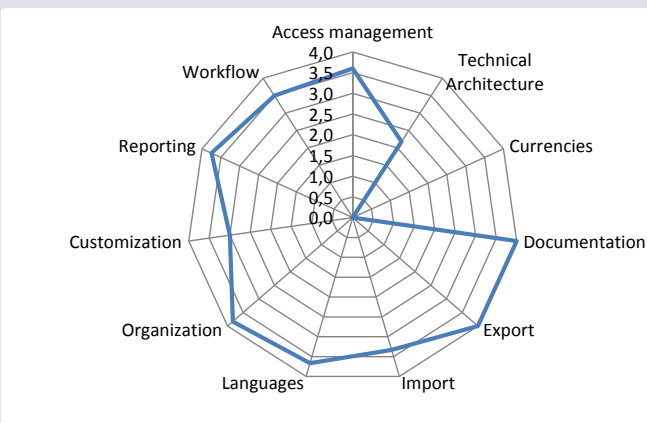 Access management
4,0
3,5
3,0
2,5
2,0
1,5
1,0
0,5
0,0
Technical
Architecture
Currencies
Documentation
Export
Import
Languages
Organization
Customization
Reporting
Workflow